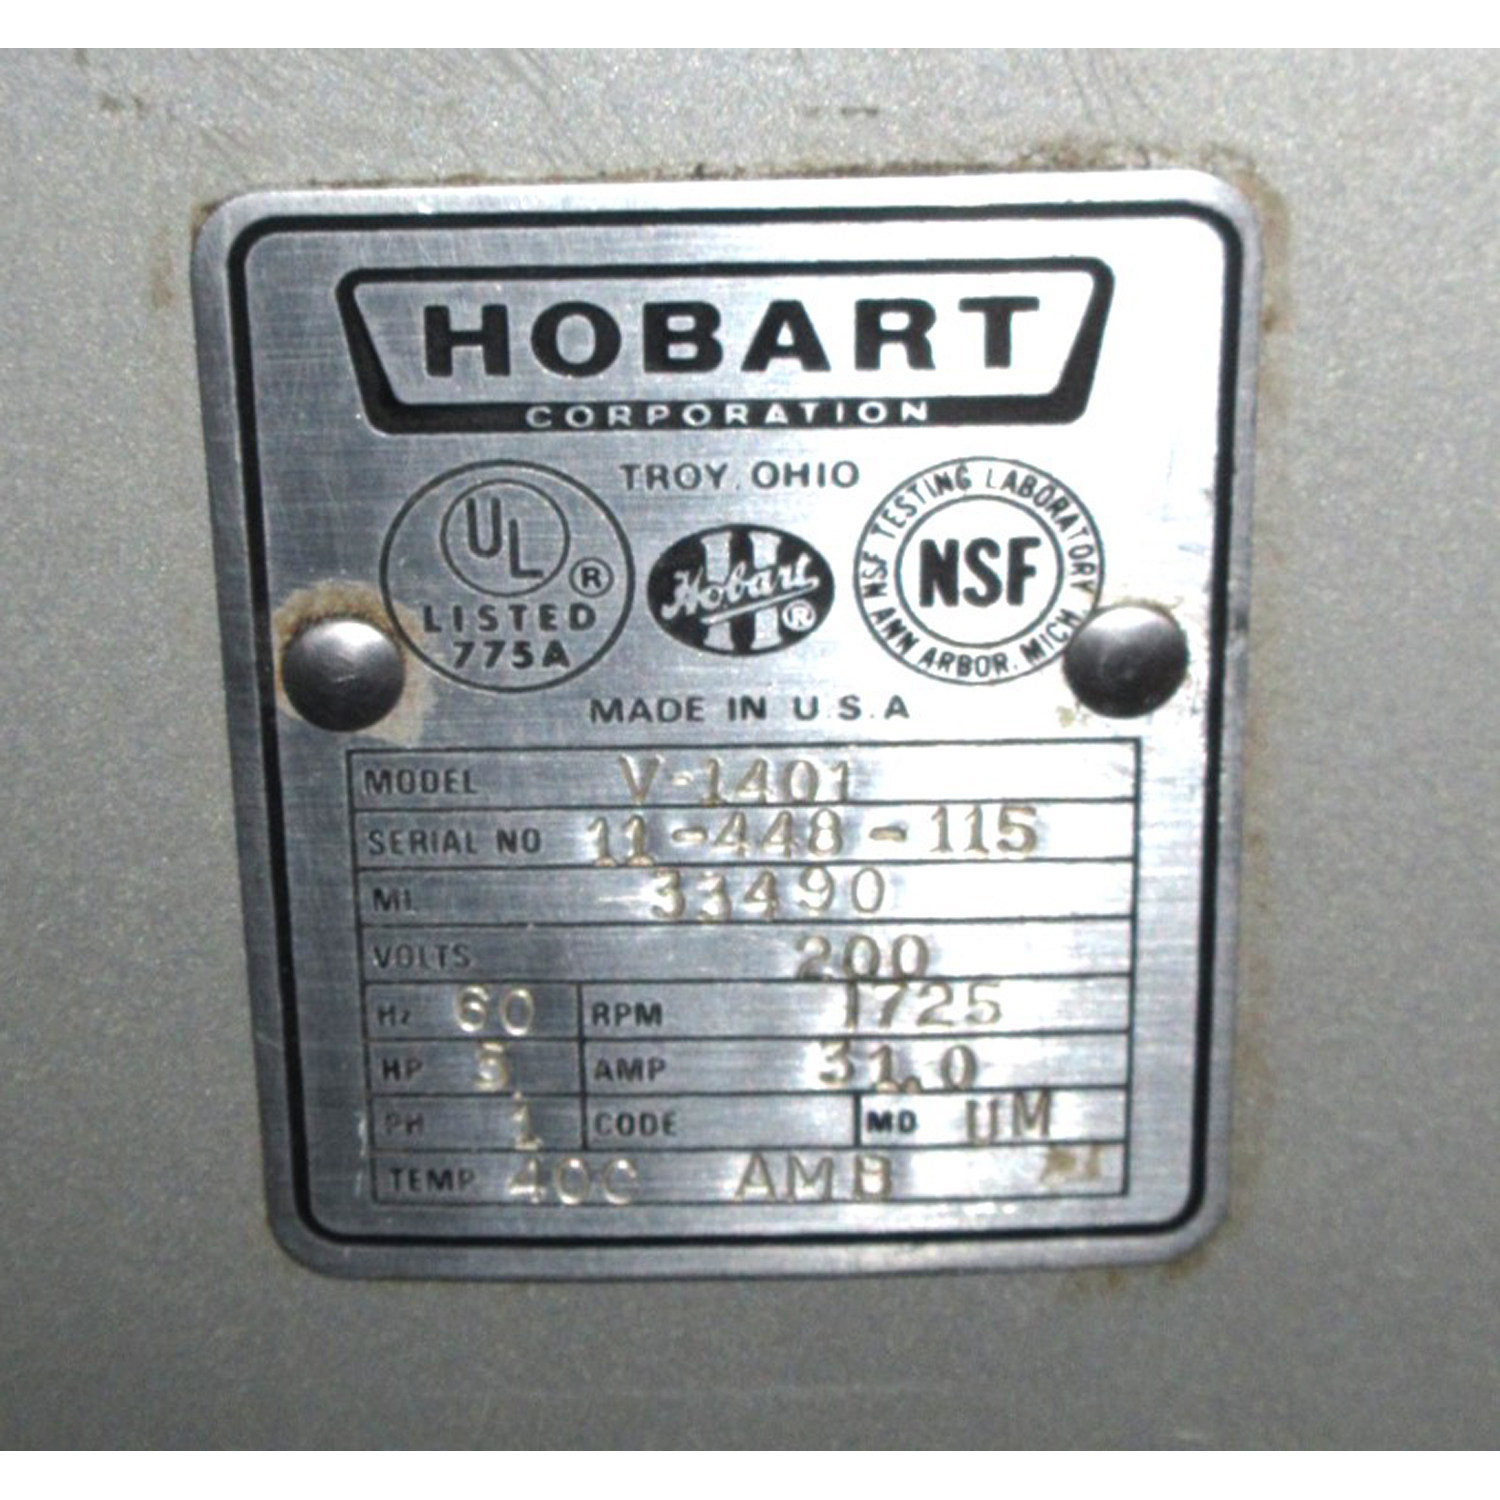 HOBART
CORPORATION
TROY, OHIO
UL ®
LISTED
775A
Hobart ®
NSF TESTING LABORATORY
NSF
ANN ARBOR, MICH.
MADE IN U.S.A
MODEL V-1401
SERIAL NO 11-448-115
ML 33490
VOLTS 200
Hz 60 RPM 1725
HP 5 AMP 31.0
PH 1 CODE MD UM
TEMP 40C AMB